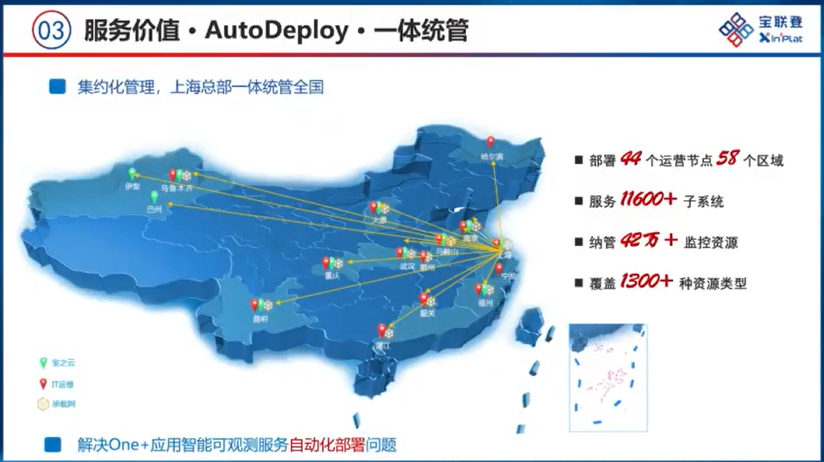 03 服务价值·AutoDeploy·一体统管
宝联登
XIn³Plat
集约化管理，上海总部一体统管全国
哈尔滨
伊犁
乌鲁木齐
巴州
太原
南京
马鞍山
上海
武汉
鄂州
宁波
重庆
福州
韶关
昆明
湛江
部署 44 个运营节点 58 个区域
服务 11600+ 子系统
纳管 42万+ 监控资源
覆盖 1300+ 种资源类型
宝之云
IT运维
承载网
解决One+应用智能可观测服务自动化部署问题